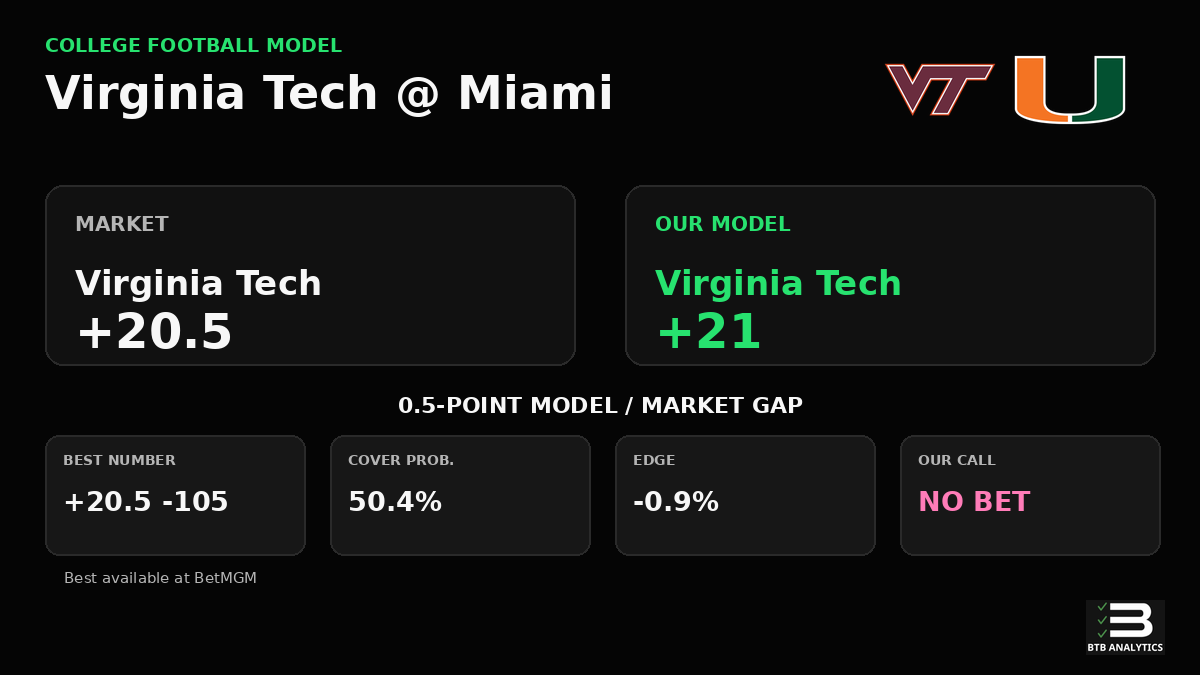 COLLEGE FOOTBALL MODEL
Virginia Tech @ Miami
VT
U
MARKET
Virginia Tech
+20.5
OUR MODEL
Virginia Tech
+21
0.5-POINT MODEL / MARKET GAP
BEST NUMBER
+20.5 -105
COVER PROB.
50.4%
EDGE
-0.9%
OUR CALL
NO BET
Best available at BetMGM
B
BTB ANALYTICS